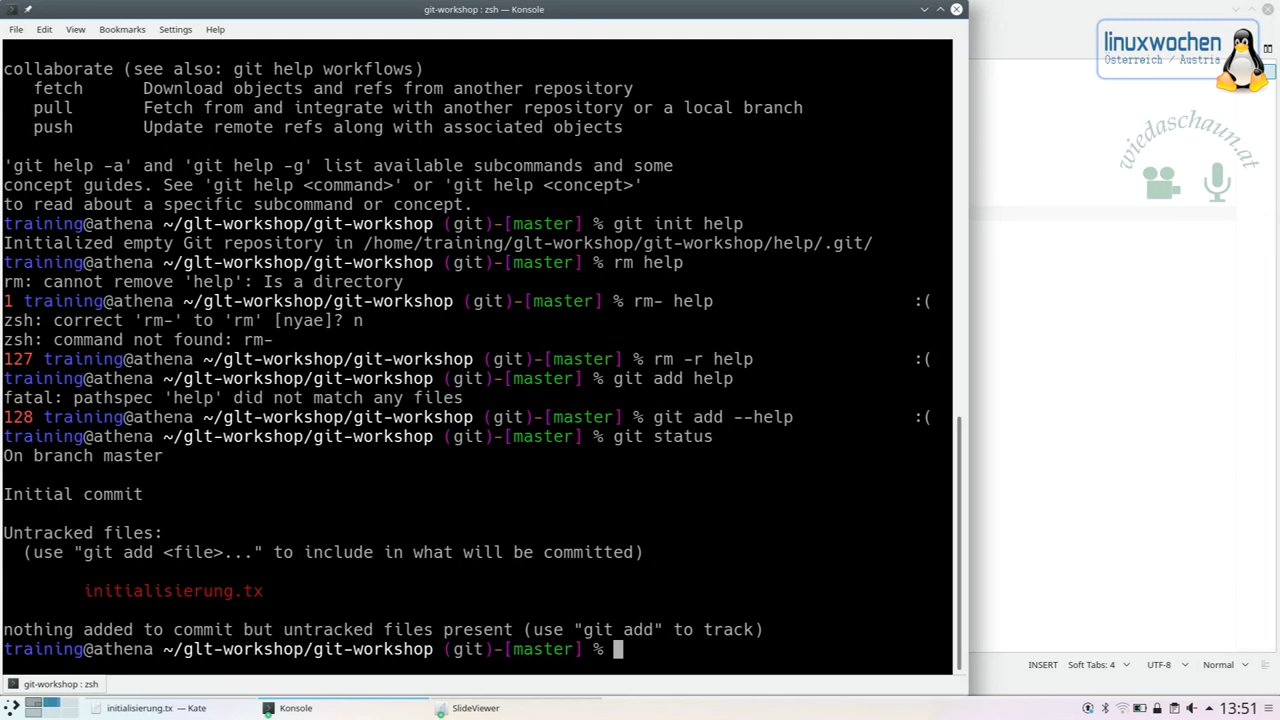 git-workshop : zsh — Konsole
File Edit View Bookmarks Settings Help
collaborate (see also: git help workflows)
   fetch      Download objects and refs from another repository
   pull       Fetch from and integrate with another repository or a local branch
   push       Update remote refs along with associated objects
'git help -a' and 'git help -g' list available subcommands and some
concept guides. See 'git help <command>' or 'git help <concept>'
to read about a specific subcommand or concept.
training@athena ~/glt-workshop/git-workshop (git)-[master] % git init help
Initialized empty Git repository in /home/training/glt-workshop/git-workshop/help/.git/
training@athena ~/glt-workshop/git-workshop (git)-[master] % rm help
rm: cannot remove 'help': Is a directory
1 training@athena ~/glt-workshop/git-workshop (git)-[master] % rm- help :(
zsh: correct 'rm-' to 'rm' [nyae]? n
zsh: command not found: rm-
127 training@athena ~/glt-workshop/git-workshop (git)-[master] % rm -r help :(
training@athena ~/glt-workshop/git-workshop (git)-[master] % git add help
fatal: pathspec 'help' did not match any files
128 training@athena ~/glt-workshop/git-workshop (git)-[master] % git add --help :(
training@athena ~/glt-workshop/git-workshop (git)-[master] % git status
On branch master
Initial commit
Untracked files:
  (use "git add <file>..." to include in what will be committed)
        initialisierung.tx
nothing added to commit but untracked files present (use "git add" to track)
training@athena ~/glt-workshop/git-workshop (git)-[master] %
git-workshop : zsh
linuxwochen
Österreich / Austria
wiedaschaun.at
INSERT Soft Tabs: 4 UTF-8 Normal
initialisierung.tx — Kate Konsole SlideViewer 13:51